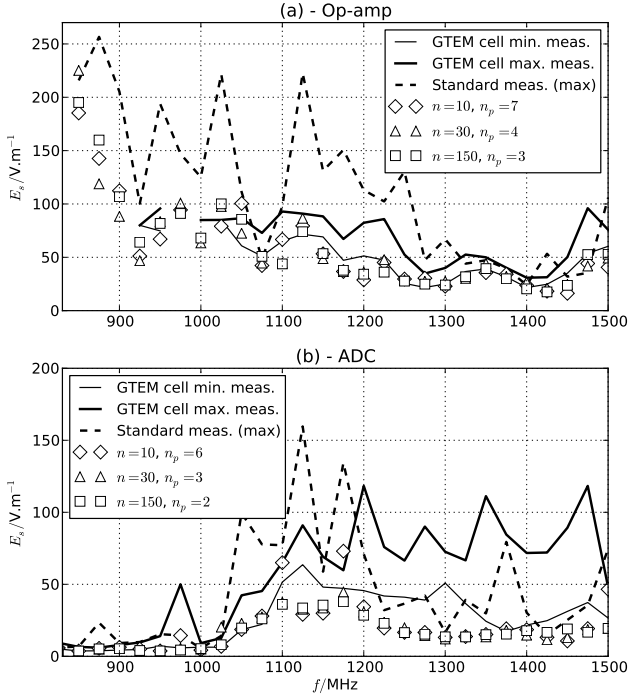 (a) - Op-amp
250
200
150
100
50
0
E_s/V.m⁻¹
GTEM cell min. meas.
GTEM cell max. meas.
Standard meas. (max)
n=10, n_p=7
n=30, n_p=4
n=150, n_p=3
900 1000 1100 1200 1300 1400 1500
(b) - ADC
200
150
100
50
0
E_s/V.m⁻¹
GTEM cell min. meas.
GTEM cell max. meas.
Standard meas. (max)
n=10, n_p=6
n=30, n_p=3
n=150, n_p=2
900 1000 1100 1200 1300 1400 1500
f/MHz